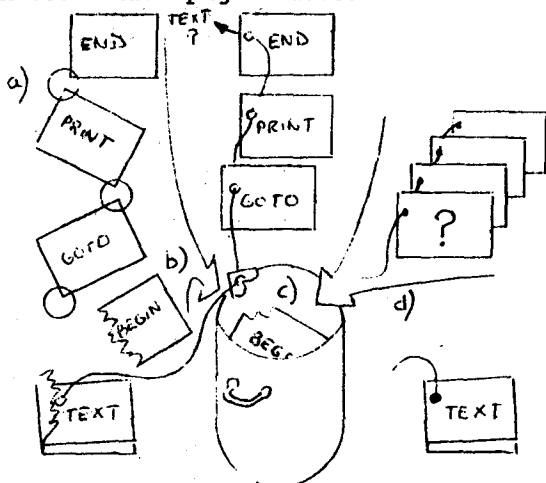 TEXT
?
END
END
a)
PRINT
PRINT
GOTO
GOTO
?
b)
c)
d)
BEGIN
BEG
TEXT
TEXT